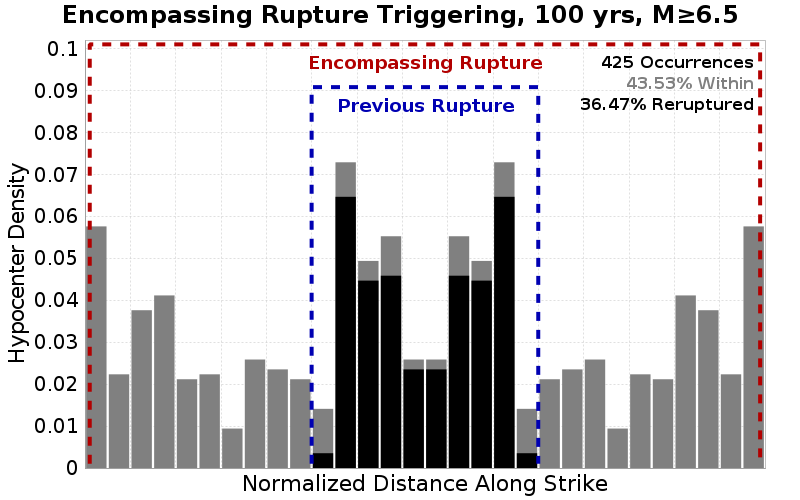 Encompassing Rupture Triggering, 100 yrs, M≥6.5
Encompassing Rupture
425 Occurrences
43.53% Within
36.47% Reruptured
Previous Rupture
Hypocenter Density
0.1
0.09
0.08
0.07
0.06
0.05
0.04
0.03
0.02
0.01
0
Normalized Distance Along Strike